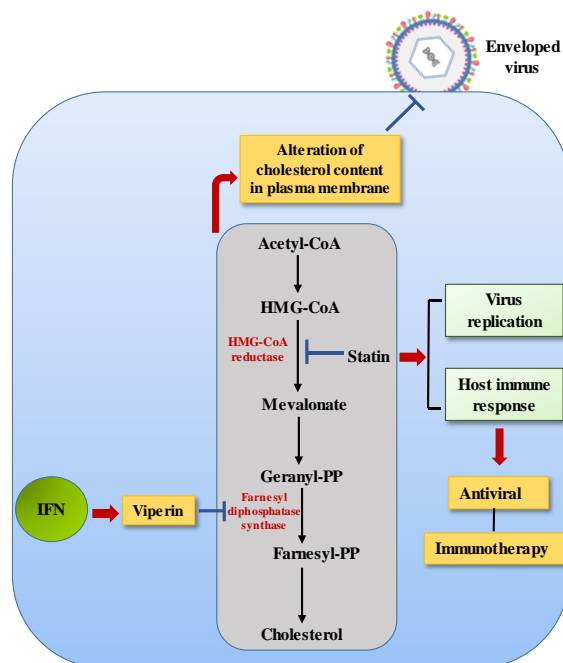 Enveloped
virus
Alteration of
cholesterol content
in plasma membrane
Acetyl-CoA
HMG-CoA
HMG-CoA
reductase
Statin
Virus
replication
Host immune
response
Mevalonate
Geranyl-PP
IFN
Viperin
Farnesyl
diphosphatase
synthase
Antiviral
Immunotherapy
Farnesyl-PP
Cholesterol